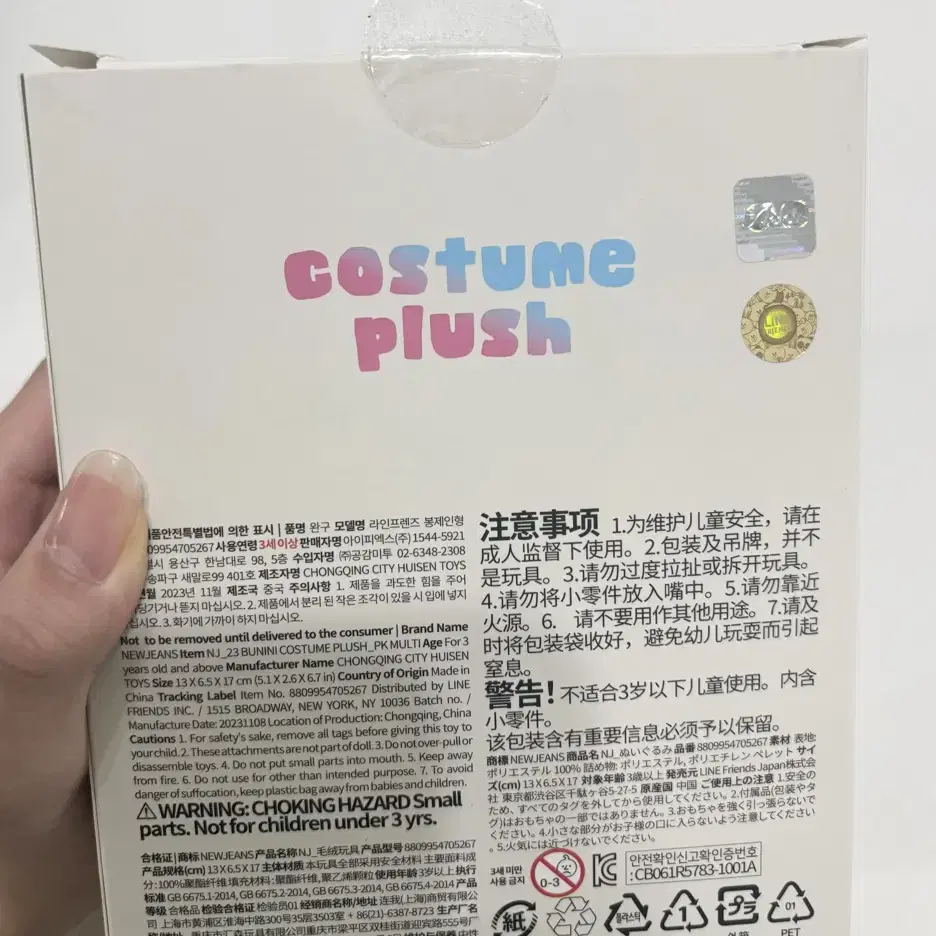 costume
plush
LINE
품안전특별법에 의한 표시 | 품명 완구 모델명 라인프렌즈 봉제인형
8809954705267 사용연령 3세이상 판매자명 아이피엑스(주) 1544-5921
용산구 한남대로 98, 5층 수입자명 ㈜공감미투 02-6348-2308
송파구 새말로99 401호 제조자명 CHONGQING CITY HUISEN TOYS
2023년 11월 제조국 중국 주의사항 1. 제품을 과도한 힘을 주어
당기거나 뜯지 마십시오. 2. 제품에서 분리 된 작은 조각이 있을 시 입에 넣지
마십시오. 3. 화기에 가까이 하지 마십시오.
Not to be removed until delivered to the consumer | Brand Name
NEWJEANS Item NJ_23 BUNINI COSTUME PLUSH_PK MULTI Age For 3
years old and above Manufacturer Name CHONGQING CITY HUISEN
TOYS Size 13 X 6.5 X 17 cm (5.1 X 2.6 X 6.7 in) Country of Origin Made in
China Tracking Label Item No. 8809954705267 Distributed by LINE
FRIENDS INC. / 1515 BROADWAY, NEW YORK, NY 10036 Batch no. /
Manufacture Date: 20231108 Location of Production: Chongqing, China
Cautions 1. For safety's sake, remove all tags before giving this toy to
your child. 2. These attachments are not part of doll. 3. Do not over-pull or
disassemble toys. 4. Do not put small parts into mouth. 5. Keep away
from fire. 6. Do not use for other than intended purpose. 7. To avoid
danger of suffocation, keep plastic bag away from babies and children.
⚠ WARNING: CHOKING HAZARD Small
parts. Not for children under 3 yrs.
合格证 | 商标 NEWJEANS 产品名称 NJ_毛绒玩具 产品型号 8809954705267
产品规格(cm) 13 X 6.5 X 17 主体材质 本玩具全部采用安全材料 主要面料成
分: 100%聚酯纤维 填充材料: 聚酯纤维, 聚乙烯颗粒 使用年龄 3岁以上 执行
GB 6675.1-2014, GB 6675.2-2014, GB 6675.3-2014, GB 6675.4-2014 产品
等级 合格品 检验合格证 检验员01 经销商名称/地址 连我(上海)商贸有限公
司 上海市黄浦区淮海中路300号35层3503室 + 86(21)-6387-8723 生产厂名
注意事项 1.为维护儿童安全，请在
成人监督下使用。2.包装及吊牌，并不
是玩具。3.请勿过度拉扯或拆开玩具。
4.请勿将小零件放入嘴中。5.请勿靠近
火源。6. 请不要用作其他用途。7.请及
时将包装袋收好，避免幼儿玩耍而引起
窒息。
警告! 不适合3岁以下儿童使用。内含
小零件。
该包装含有重要信息必须予以保留。
商標 NEWJEANS 商品名 NJ_ぬいぐるみ 品番 8809954705267 素材 表地:
ポリエステル 100% 詰め物: ポリエステル, ポリエチレン ペレット サイ
ズ(cm) 13 X 6.5 X 17 対象年齢 3歳以上 発売元 LINE Friends Japan株式会
社 東京都渋谷区千駄ヶ谷5-27-5 原産国 中国 ご使用上の注意 1.安全の
ため、すべてのタグを外してから使用してください。2.付属品(包装やタ
グ)はおもちゃの一部ではありません。3.おもちゃを強く引っ張らないで
ください。4.小さな部分がお子様の口に入らないよう注意してください
。5.火気には近づけないでください。
3세 미만
사용 금지
0-3
안전확인신고확인증번호
:CB061R5783-1001A
紙
플라스틱
1
01
PET